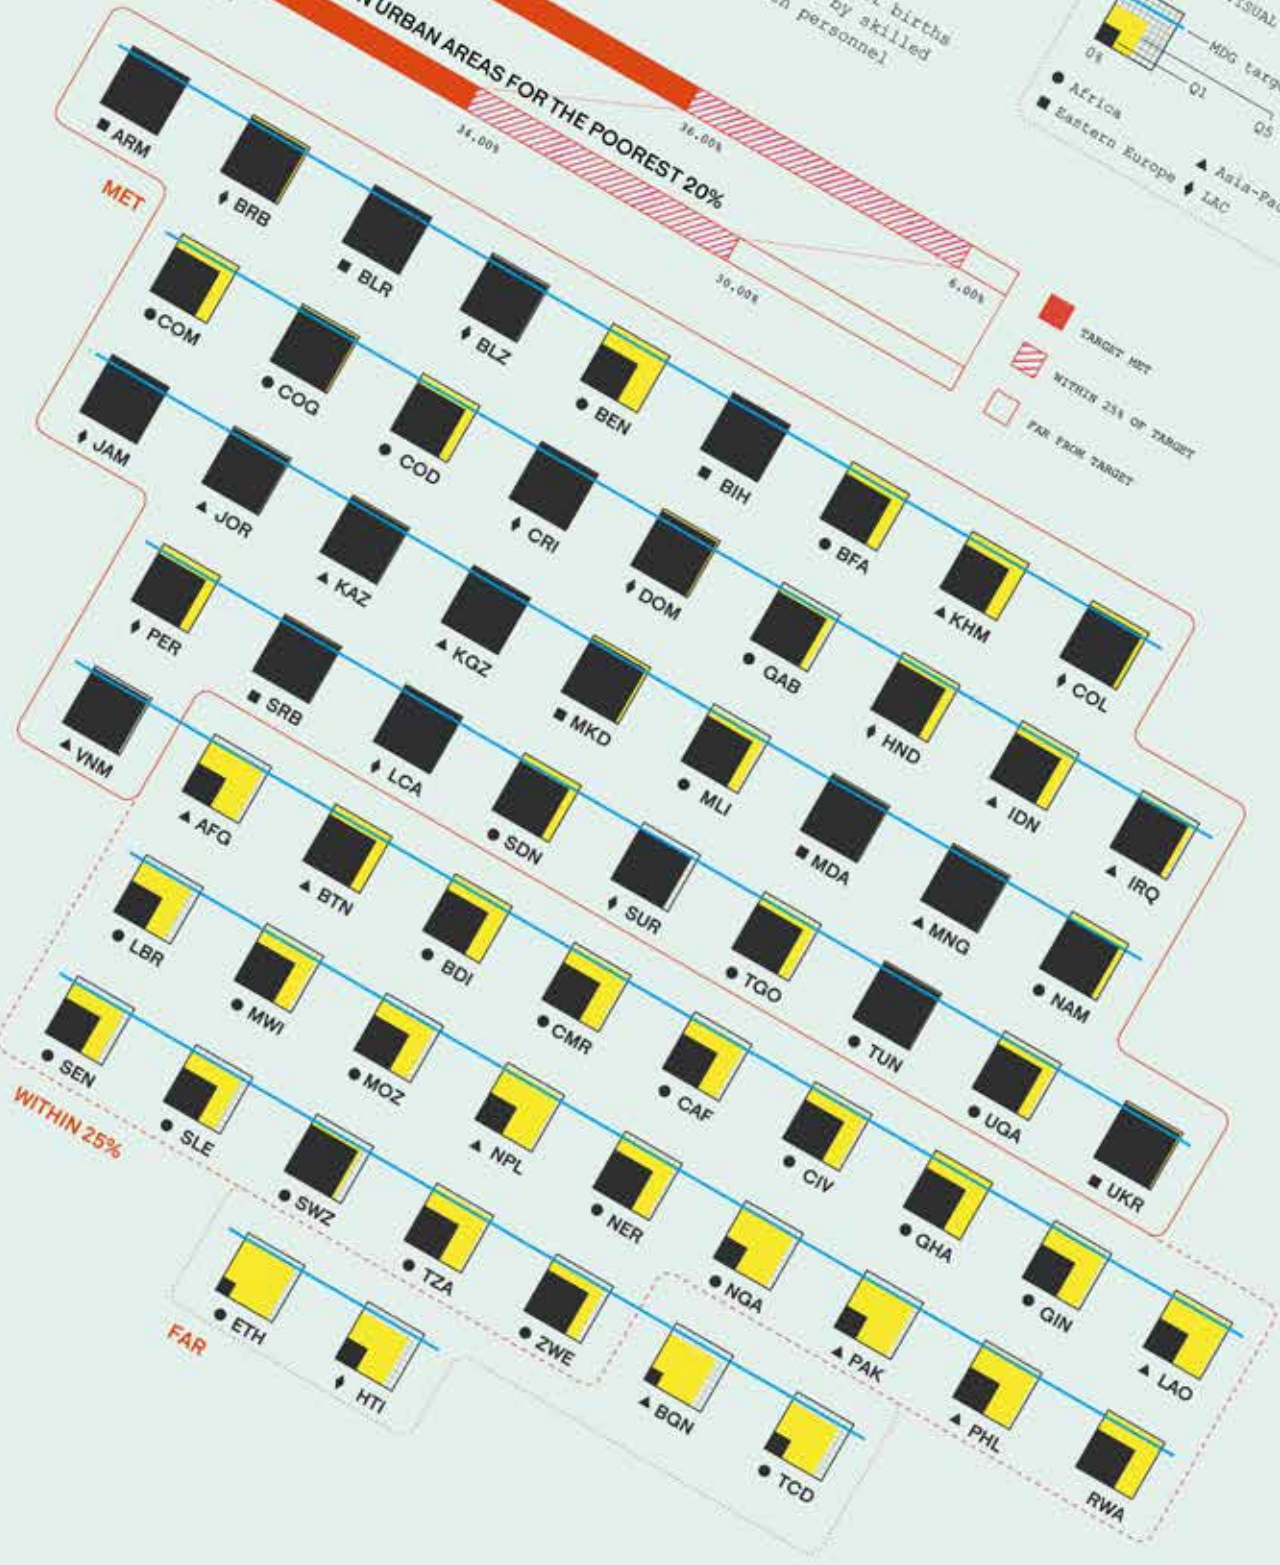 births
by skilled
personnel
N URBAN AREAS FOR THE POOREST 20%
34.00%
36.00%
30.00%
6.00%
0%
Q1
Q5
MDG
Africa
Eastern Europe
LAC
TARGET MET
WITHIN 25% OF TARGET
FAR FROM TARGET
MET
ARM
BRB
BLR
BLZ
BEN
BIH
BFA
KHM
COL
COM
COG
COD
CRI
DOM
GAB
HND
IDN
IRQ
JAM
JOR
KAZ
KGZ
MKD
MLI
MDA
MNG
NAM
PER
SRB
LCA
SDN
SUR
TGO
TUN
UGA
UKR
VNM
WITHIN 25%
AFG
BTN
BDI
CMR
CAF
CIV
GHA
GIN
LAO
LBR
MWI
MOZ
NPL
NER
NGA
PAK
PHL
RWA
SEN
SLE
SWZ
TZA
ZWE
FAR
BGN
TCD
ETH
HTI